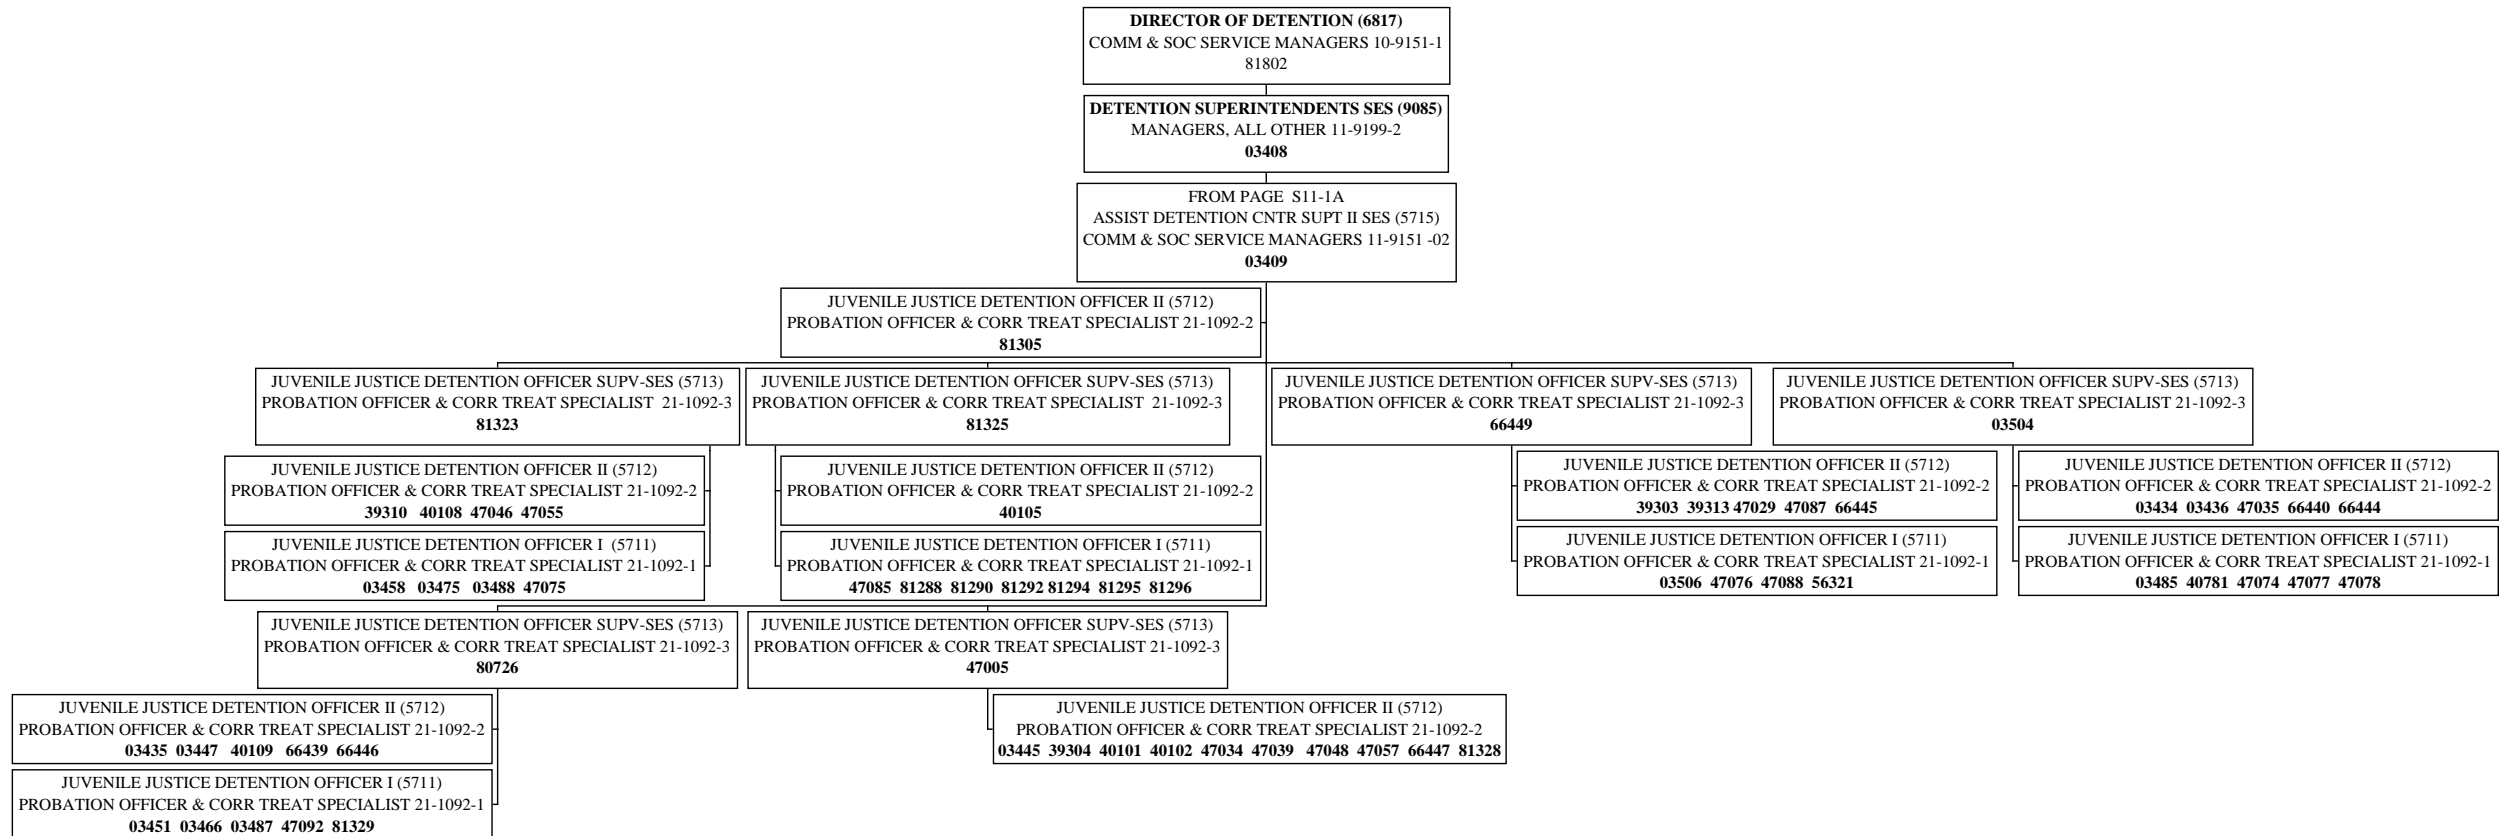 DIRECTOR OF DETENTION (6817)
COMM & SOC SERVICE MANAGERS 10-9151-1
81802
DETENTION SUPERINTENDENTS SES (9085)
MANAGERS, ALL OTHER 11-9199-2
03408
FROM PAGE  S11-1A
ASSIST DETENTION CNTR SUPT II SES (5715)
COMM & SOC SERVICE MANAGERS 11-9151 -02
03409
JUVENILE JUSTICE DETENTION OFFICER II (5712)
PROBATION OFFICER & CORR TREAT SPECIALIST 21-1092-2
81305
JUVENILE JUSTICE DETENTION OFFICER SUPV-SES (5713)
PROBATION OFFICER & CORR TREAT SPECIALIST  21-1092-3
81323
JUVENILE JUSTICE DETENTION OFFICER SUPV-SES (5713)
PROBATION OFFICER & CORR TREAT SPECIALIST  21-1092-3
81325
JUVENILE JUSTICE DETENTION OFFICER SUPV-SES (5713)
PROBATION OFFICER & CORR TREAT SPECIALIST 21-1092-3
66449
JUVENILE JUSTICE DETENTION OFFICER SUPV-SES (5713)
PROBATION OFFICER & CORR TREAT SPECIALIST 21-1092-3
03504
JUVENILE JUSTICE DETENTION OFFICER II (5712)
PROBATION OFFICER & CORR TREAT SPECIALIST 21-1092-2
39310   40108  47046  47055
JUVENILE JUSTICE DETENTION OFFICER I  (5711)
PROBATION OFFICER & CORR TREAT SPECIALIST 21-1092-1
03458   03475   03488  47075
JUVENILE JUSTICE DETENTION OFFICER II (5712)
PROBATION OFFICER & CORR TREAT SPECIALIST 21-1092-2
40105
JUVENILE JUSTICE DETENTION OFFICER I (5711)
PROBATION OFFICER & CORR TREAT SPECIALIST 21-1092-1
47085  81288  81290  81292 81294  81295  81296
JUVENILE JUSTICE DETENTION OFFICER II (5712)
PROBATION OFFICER & CORR TREAT SPECIALIST 21-1092-2
39303  39313 47029  47087  66445
JUVENILE JUSTICE DETENTION OFFICER I (5711)
PROBATION OFFICER & CORR TREAT SPECIALIST 21-1092-1
03506  47076  47088  56321
JUVENILE JUSTICE DETENTION OFFICER II (5712)
PROBATION OFFICER & CORR TREAT SPECIALIST 21-1092-2
03434  03436  47035  66440  66444
JUVENILE JUSTICE DETENTION OFFICER I (5711)
PROBATION OFFICER & CORR TREAT SPECIALIST 21-1092-1
03485  40781  47074  47077  47078
JUVENILE JUSTICE DETENTION OFFICER SUPV-SES (5713)
PROBATION OFFICER & CORR TREAT SPECIALIST 21-1092-3
80726
JUVENILE JUSTICE DETENTION OFFICER SUPV-SES (5713)
PROBATION OFFICER & CORR TREAT SPECIALIST 21-1092-3
47005
JUVENILE JUSTICE DETENTION OFFICER II (5712)
PROBATION OFFICER & CORR TREAT SPECIALIST 21-1092-2
03435  03447   40109   66439  66446
JUVENILE JUSTICE DETENTION OFFICER I (5711)
PROBATION OFFICER & CORR TREAT SPECIALIST 21-1092-1
03451  03466  03487  47092  81329
JUVENILE JUSTICE DETENTION OFFICER II (5712)
PROBATION OFFICER & CORR TREAT SPECIALIST 21-1092-2
03445  39304  40101  40102  47034  47039   47048  47057  66447  81328